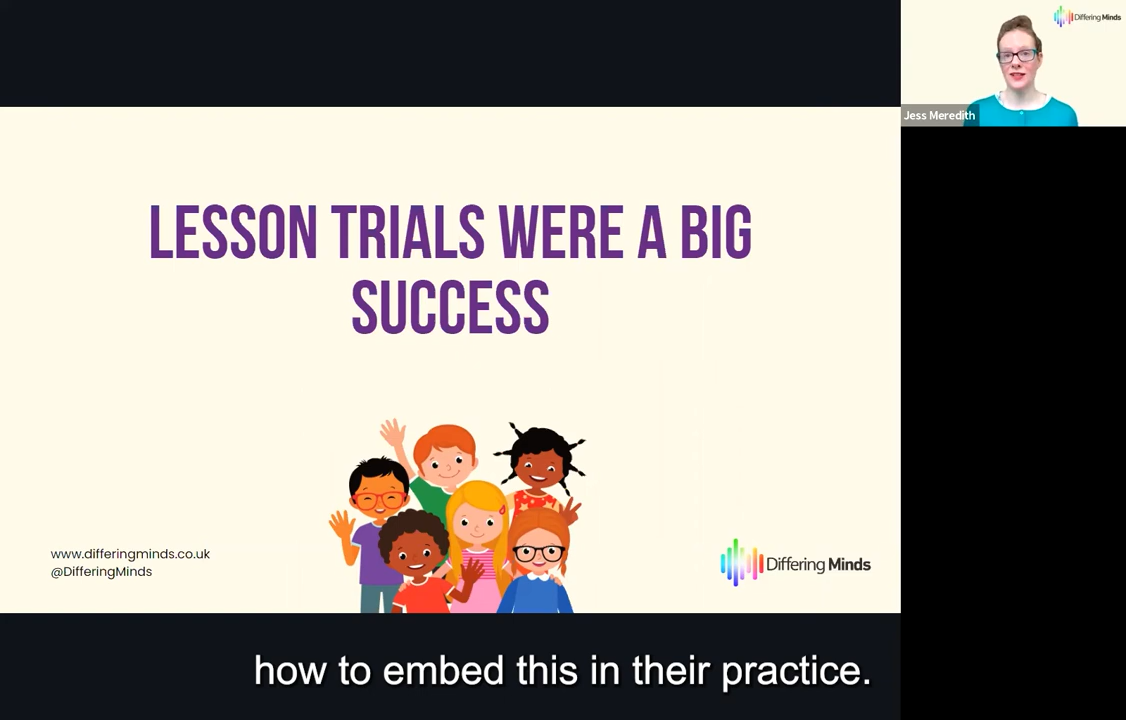 Differing Minds
Jess Meredith
LESSON TRIALS WERE A BIG
SUCCESS
www.differingminds.co.uk
@DifferingMinds
Differing Minds
how to embed this in their practice.